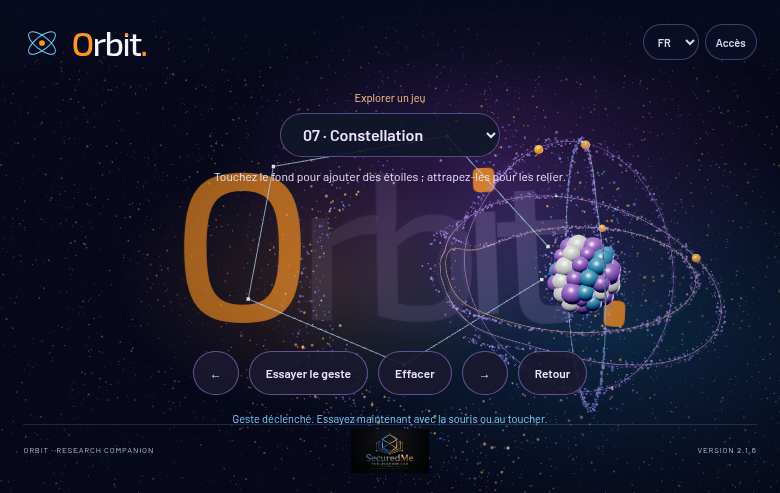 Orbit.
FR
Accès
Explorer un jeu
07 · Constellation
Touchez le fond pour ajouter des étoiles ; attrapez-les pour les relier.
Orbit
←
Essayer le geste
Effacer
→
Retour
Geste déclenché. Essayez maintenant avec la souris ou au toucher.
ORBIT · RESEARCH COMPANION
SecuredMe
VERSION 2.1.6